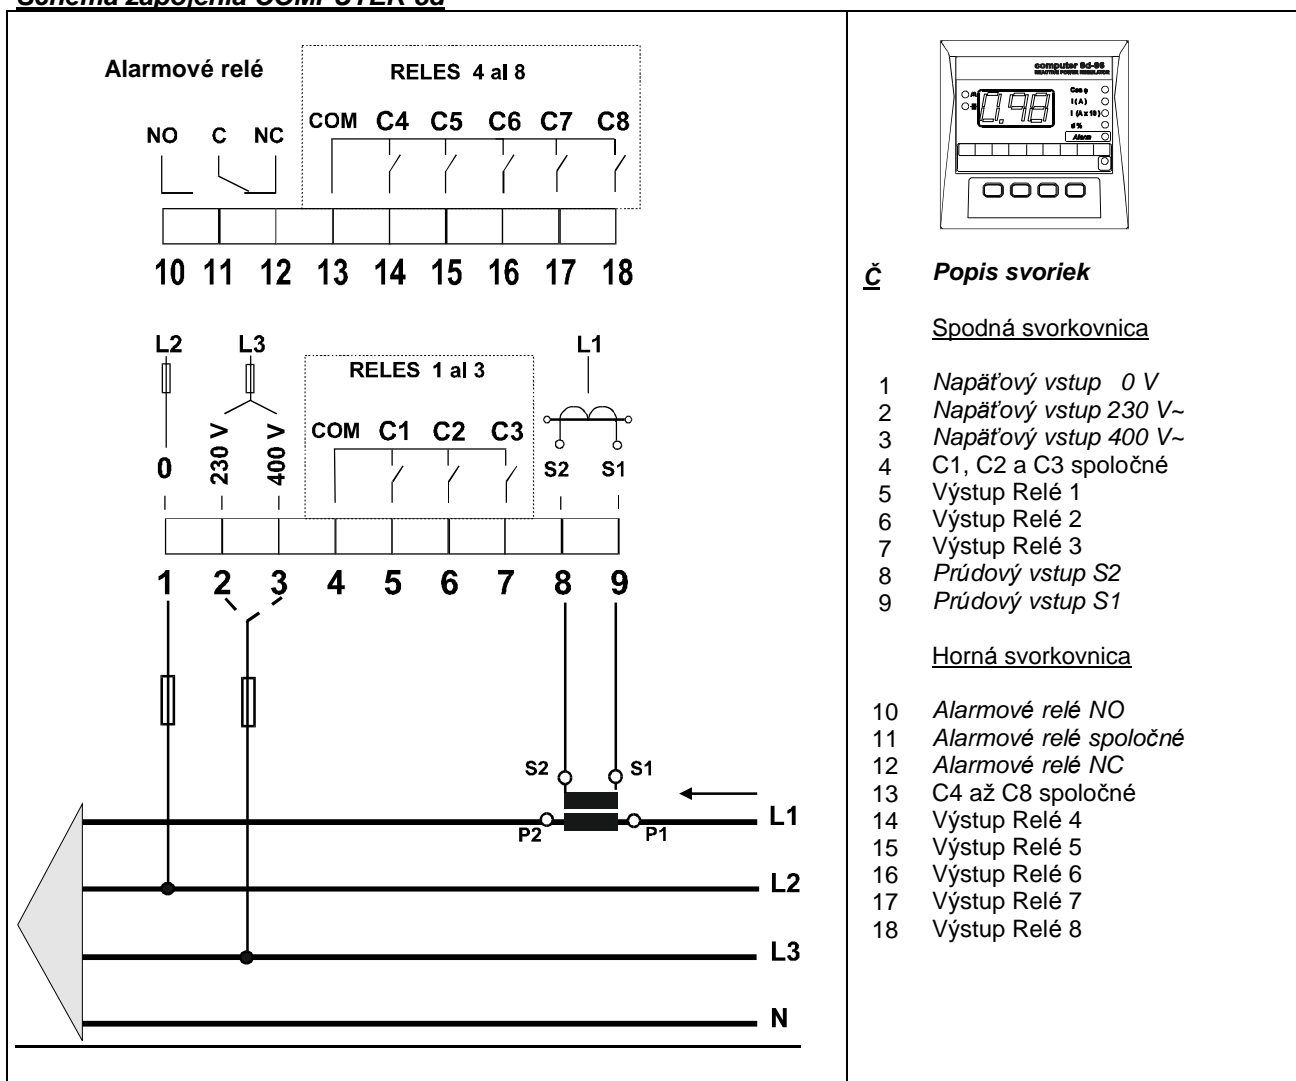 Schéma zapojenia COMPUTER 8d
Alarmové relé
RELES 4 al 8
NO C NC
COM C4 C5 C6 C7 C8
10 11 12 13 14 15 16 17 18
L2 L3 L1
RELES 1 al 3
COM C1 C2 C3
0 230 V 400 V S2 S1
1 2 3 4 5 6 7 8 9
S2 S1
P2 P1
L1
L2
L3
N
computer 8d-96
REACTIVE POWER REGULATOR
0.98
Cos φ
I (A)
I (A x 10)
d %
Alarm
Č Popis svoriek
Spodná svorkovnica
1 Napäťový vstup 0 V
2 Napäťový vstup 230 V~
3 Napäťový vstup 400 V~
4 C1, C2 a C3 spoločné
5 Výstup Relé 1
6 Výstup Relé 2
7 Výstup Relé 3
8 Prúdový vstup S2
9 Prúdový vstup S1
Horná svorkovnica
10 Alarmové relé NO
11 Alarmové relé spoločné
12 Alarmové relé NC
13 C4 až C8 spoločné
14 Výstup Relé 4
15 Výstup Relé 5
16 Výstup Relé 6
17 Výstup Relé 7
18 Výstup Relé 8